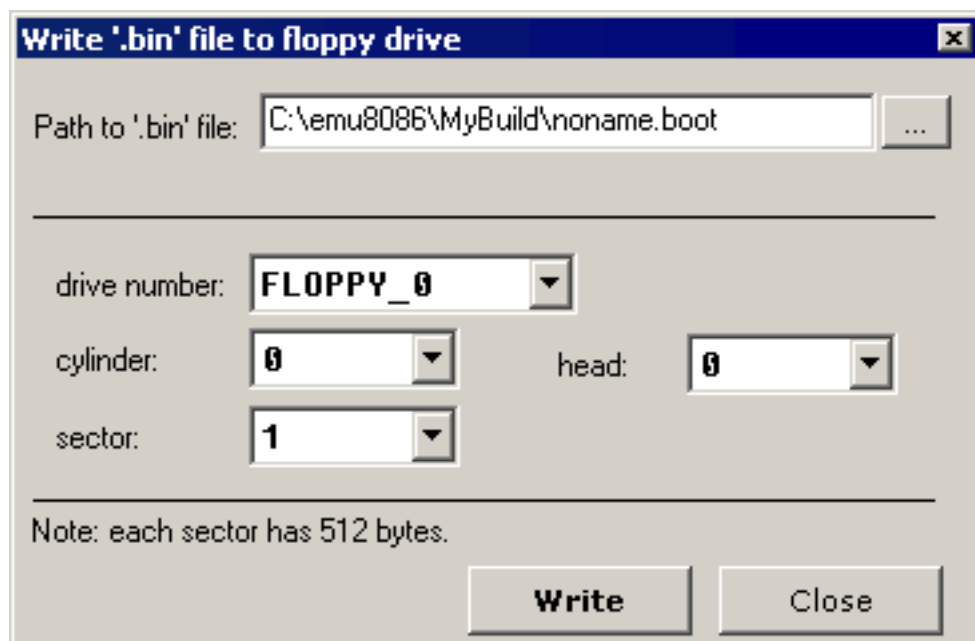 Write '.bin' file to floppy drive
Path to '.bin' file: C:\emu8086\MyBuild\noname.boot ...
drive number: FLOPPY_0
cylinder: 0 head: 0
sector: 1
Note: each sector has 512 bytes.
Write Close